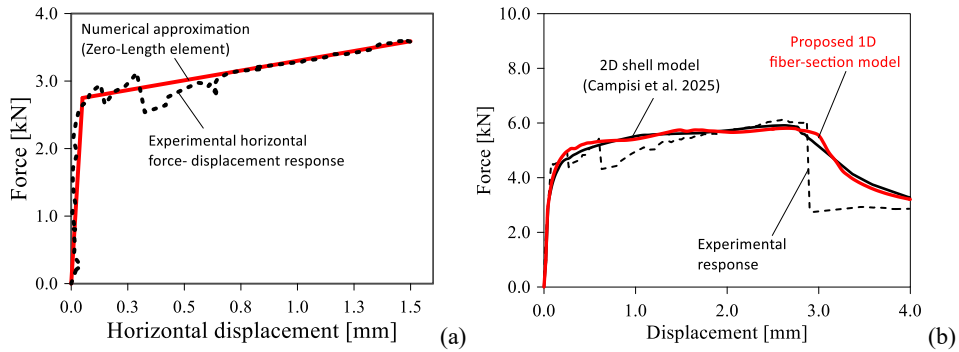 4.0
3.0
2.0
1.0
0.0
Force [kN]
Numerical approximation
(Zero-Length element)
Experimental horizontal
force- displacement response
0.0
0.3
0.5
0.8
1.0
1.3
1.5
Horizontal displacement [mm]
(a)
10.0
8.0
6.0
4.0
2.0
0.0
Force [kN]
2D shell model
(Campisi et al. 2025)
Proposed 1D
fiber-section model
Experimental
response
0.0
1.0
2.0
3.0
4.0
Displacement [mm]
(b)